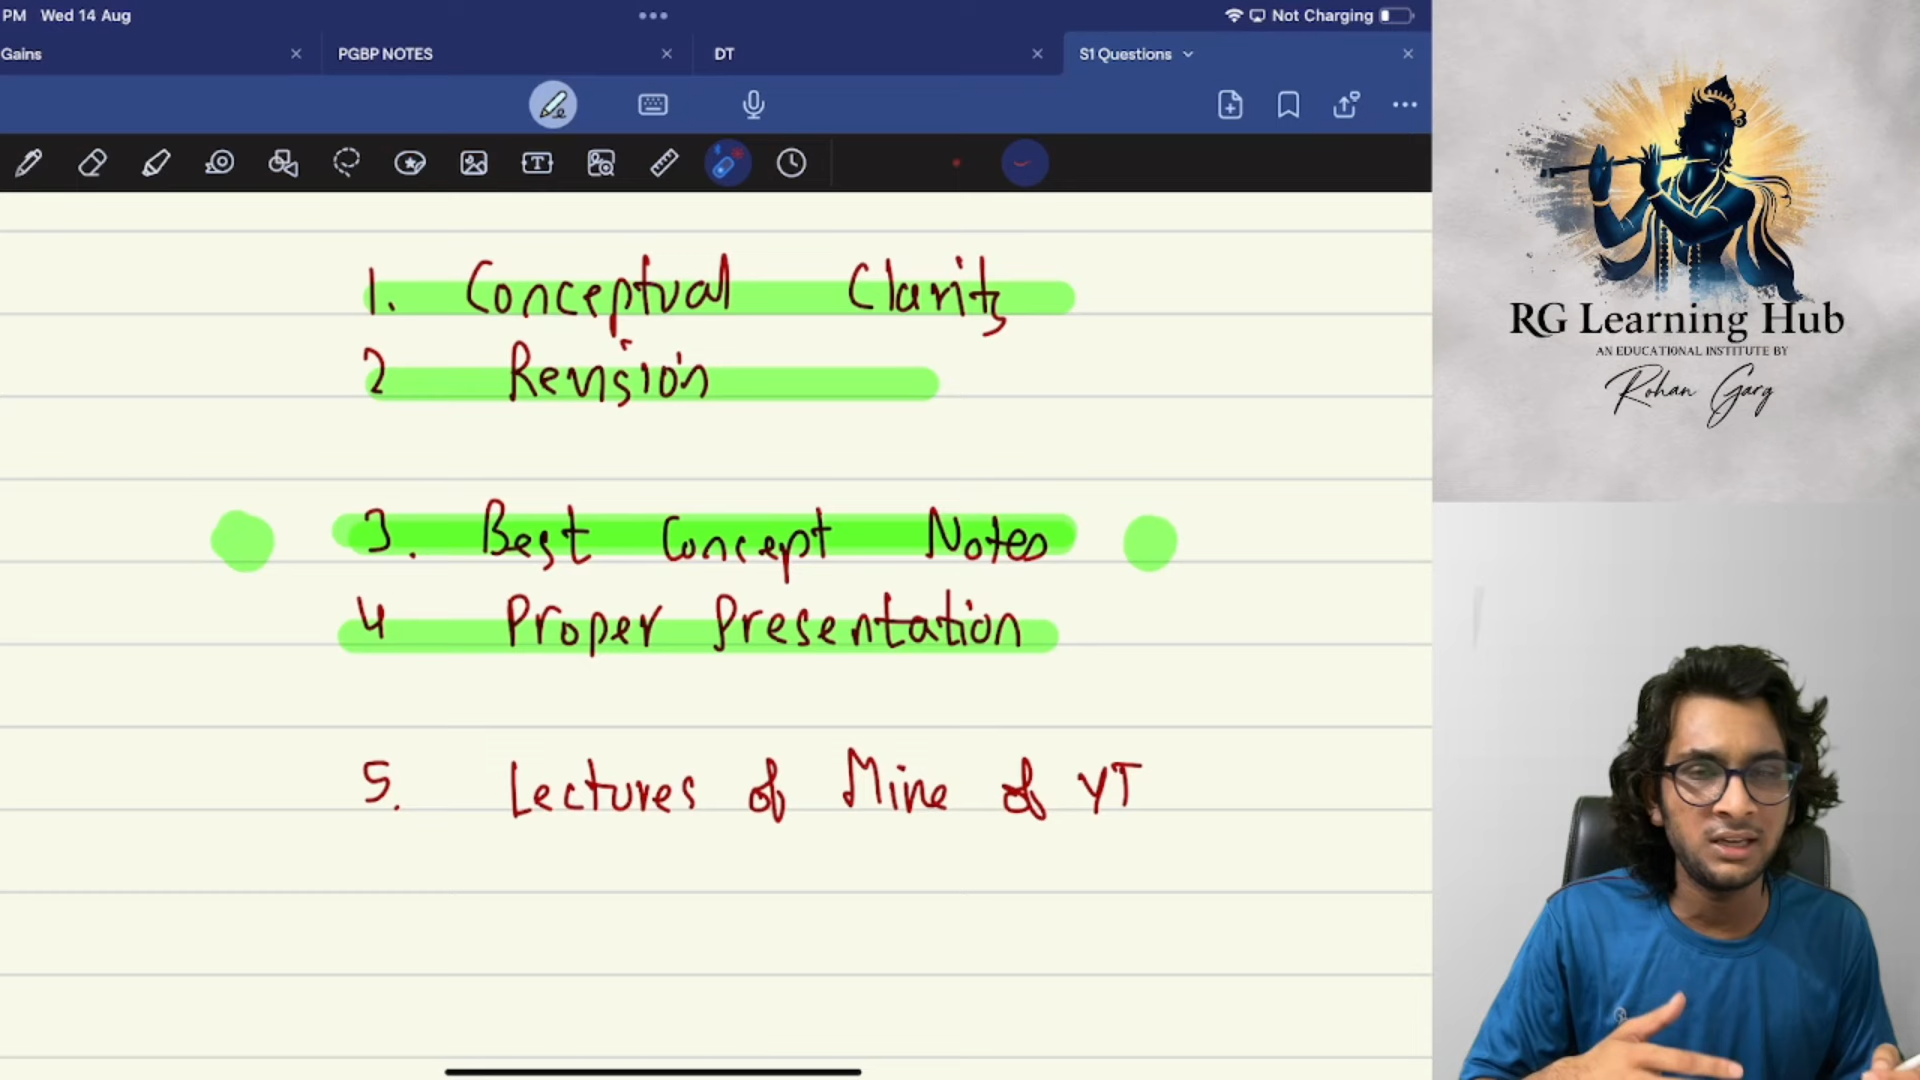 PM Wed 14 Aug
Not Charging
Gains
PGBP NOTES
DT
S1 Questions
1. Conceptual Clarity
2 Revision
3. Best Concept Notes
4 Proper Presentation
5. Lectures of Mine of YT
RG Learning Hub
AN EDUCATIONAL INSTITUTE BY
Rohan Garg